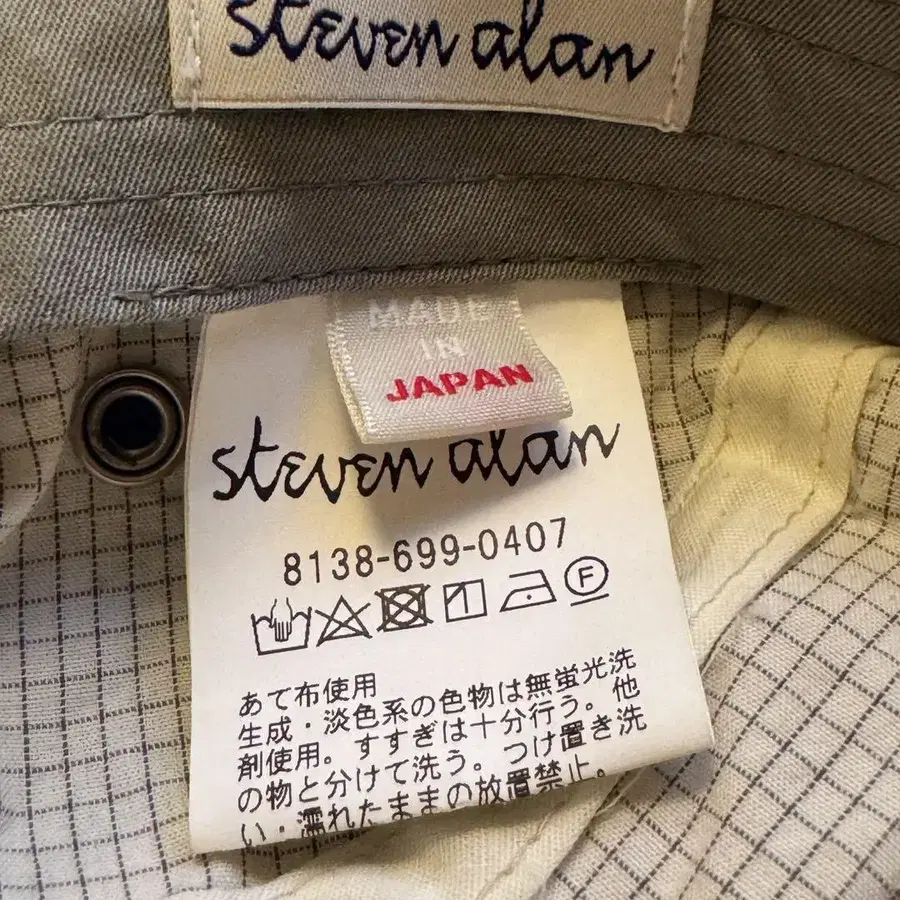 steven alan
MADE
IN
JAPAN
steven alan
8138-699-0407
F
あて布使用
生成・淡色系の色物は無蛍光洗
剤使用。すすぎは十分行う。他
の物と分けて洗う。つけ置き洗
い・濡れたままの放置禁止。